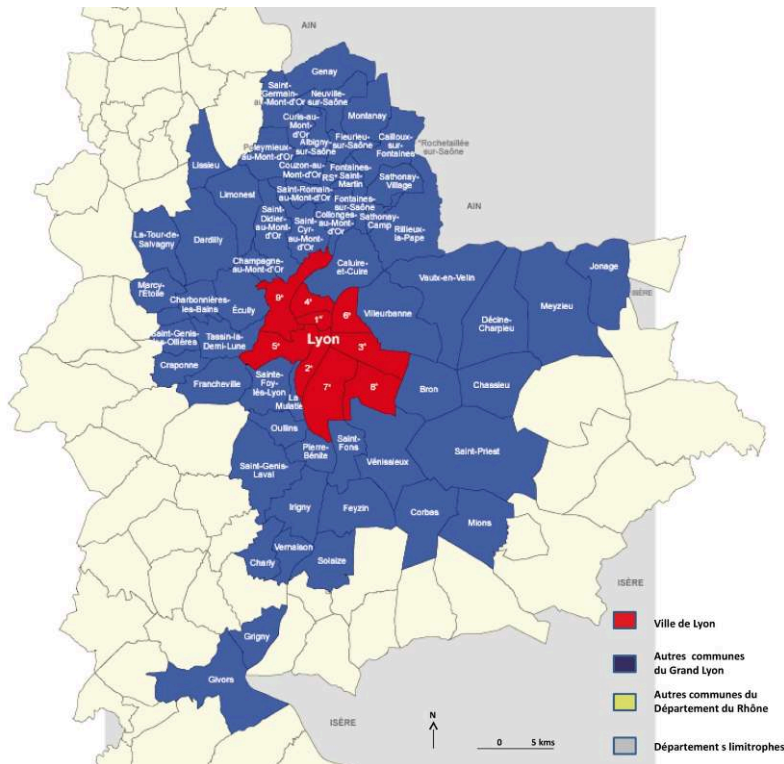 AIN
Genay
Saint-
Germain-
au-Mont-d'Or
Neuville-
sur-Saône
Curis-au
Mont-
d'Or
Montanay
Poleymieux-
au-Mont-d'Or
Albigny-
sur-Saône
Fleurieu-
sur-Saône
Cailloux-
sur-
Fontaines
*Rochetaillée
sur-Saône
Lissieu
Couzon-au
Mont-d'Or
RS*
Fontaines-
Saint-
Martin
Sathonay-
Village
Limonest
Saint-Romain-
au-Mont-d'Or
Fontaines-
sur-Saône
Saint-
Didier-
au-Mont-
d'Or
Saint-
Cyr-
au-Mont-
d'Or
Collonges-
au-Mont-
d'Or
Sathonay-
Camp
Rillieux-
la-Pape
AIN
La-Tour-de-
Salvagny
Dardilly
Champagne-
au-Mont-d'Or
Caluire-
et-Cuire
Vaulx-en-Velin
Jonage
Meyzieu
ISÈRE
Marcy-
l'Étoile
Charbonnières-
les-Bains
Écully
9e
4e
1er
6e
Villeurbanne
Décine-
Charpieu
Saint-Genis-
les-Ollières
Tassin-la-
Demi-Lune
5e
Lyon
3e
Craponne
Francheville
Sainte-
Foy-
lès-Lyon
2e
7e
8e
Bron
Chassieu
La
Mulatie
Oullins
Pierre-
Bénite
Saint-
Fons
Vénissieux
Saint-Priest
Saint-Genis-
Laval
Irigny
Feyzin
Corbas
Mions
Vernaison
Charly
Solaize
ISÈRE
Grigny
Givors
ISÈRE
N
0 5 kms
Ville de Lyon
Autres communes
du Grand Lyon
Autres communes du
Département du Rhône
Département s limitrophes